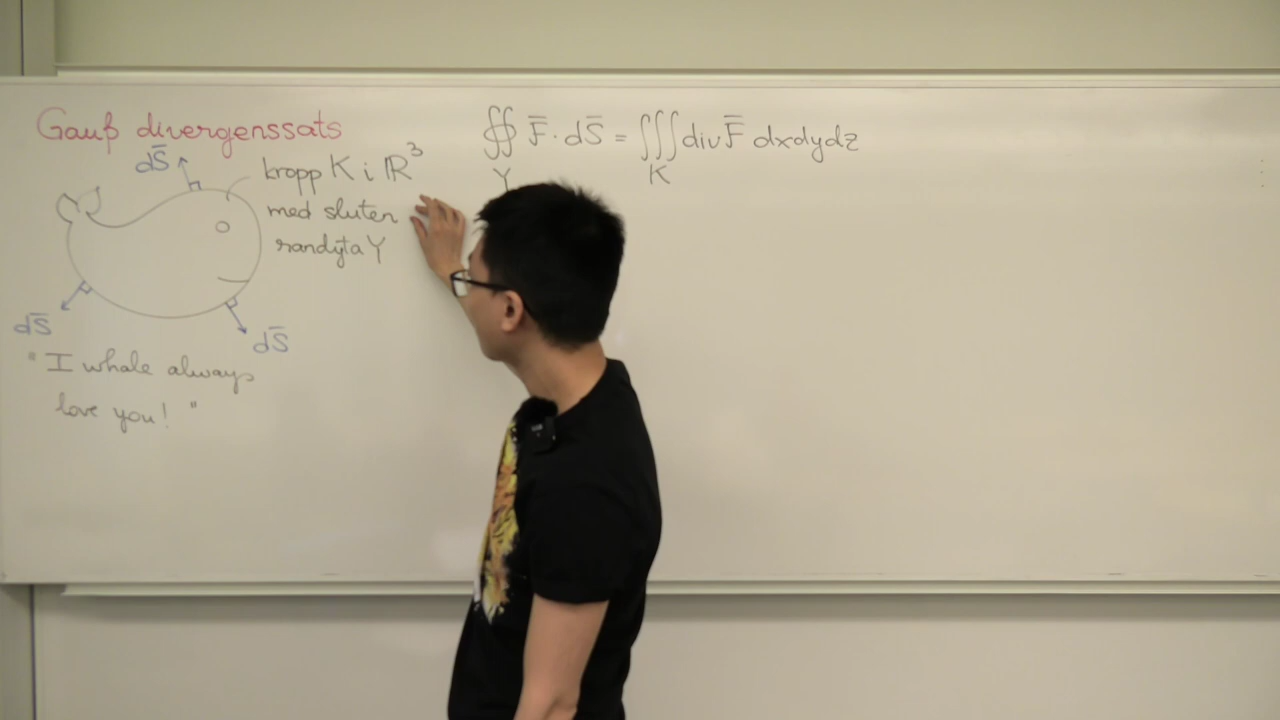 Gauß divergenssats
dS̄
kropp K i ℝ³
med sluten
randyta Y
dS̄
dS̄
"I whale always
love you!"
∯ F̄ · dS̄ = ∭ div F̄ dxdydz
Y K